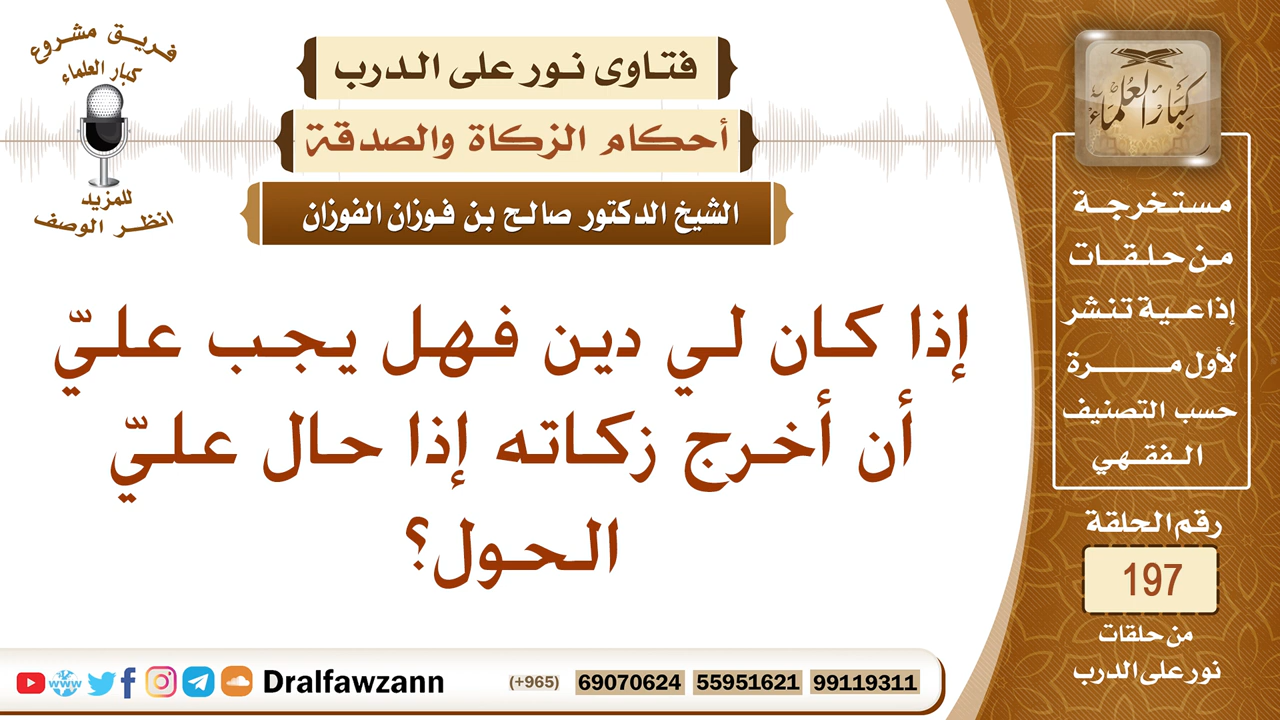 فريق مشروع
كبار العلماء
للمزيد
انظر الوصف
فتاوى نور على الدرب
أحكام الزكاة والصدقة
الشيخ الدكتور صالح بن فوزان الفوزان
إذا كان لي دين فهل يجب عليّ
أن أخرج زكاته إذا حال عليّ
الحول؟
كبار العلماء
مستخرجة
من حلقات
إذاعية تنشر
لأول مرة
حسب التصنيف
الفقهي
رقم الحلقة
197
من حلقات
نور على الدرب
www
Dralfawzann (+965) 69070624 55951621 99119311